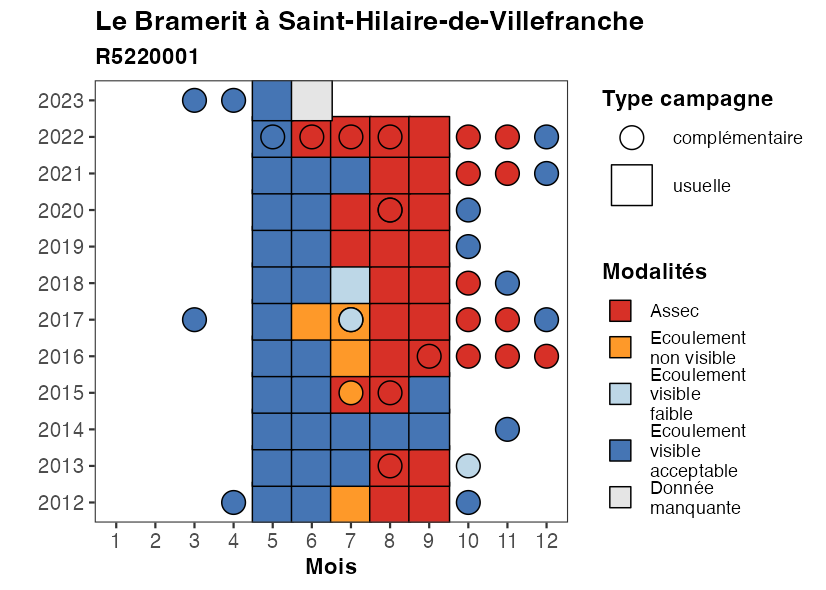 Le Bramerit à Saint-Hilaire-de-Villefranche
R5220001
2023
2022
2021
2020
2019
2018
2017
2016
2015
2014
2013
2012
1 2 3 4 5 6 7 8 9 10 11 12
Mois
Type campagne
complémentaire
usuelle
Modalités
Assec
Ecoulement
non visible
Ecoulement
visible
faible
Ecoulement
visible
acceptable
Donnée
manquante